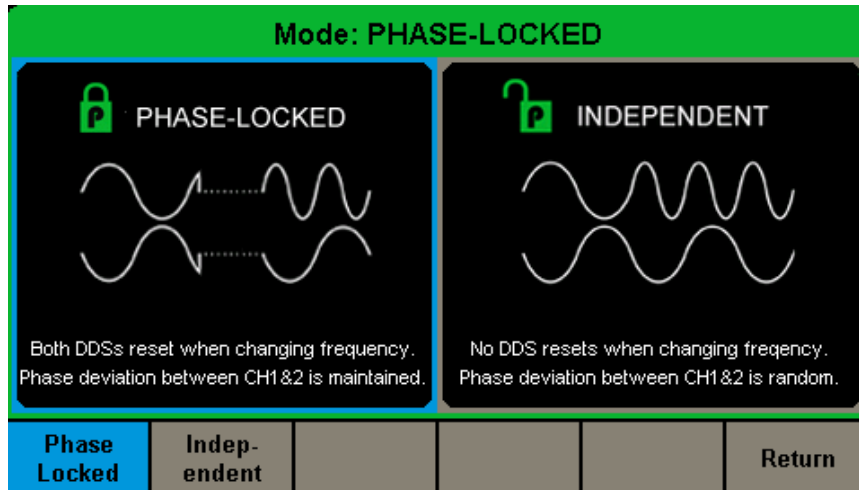 Mode: PHASE-LOCKED
P PHASE-LOCKED
Both DDSs reset when changing frequency.
Phase deviation between CH1&2 is maintained.
P INDEPENDENT
No DDS resets when changing freqency.
Phase deviation between CH1&2 is random.
Phase
Locked
Indep-
endent
Return